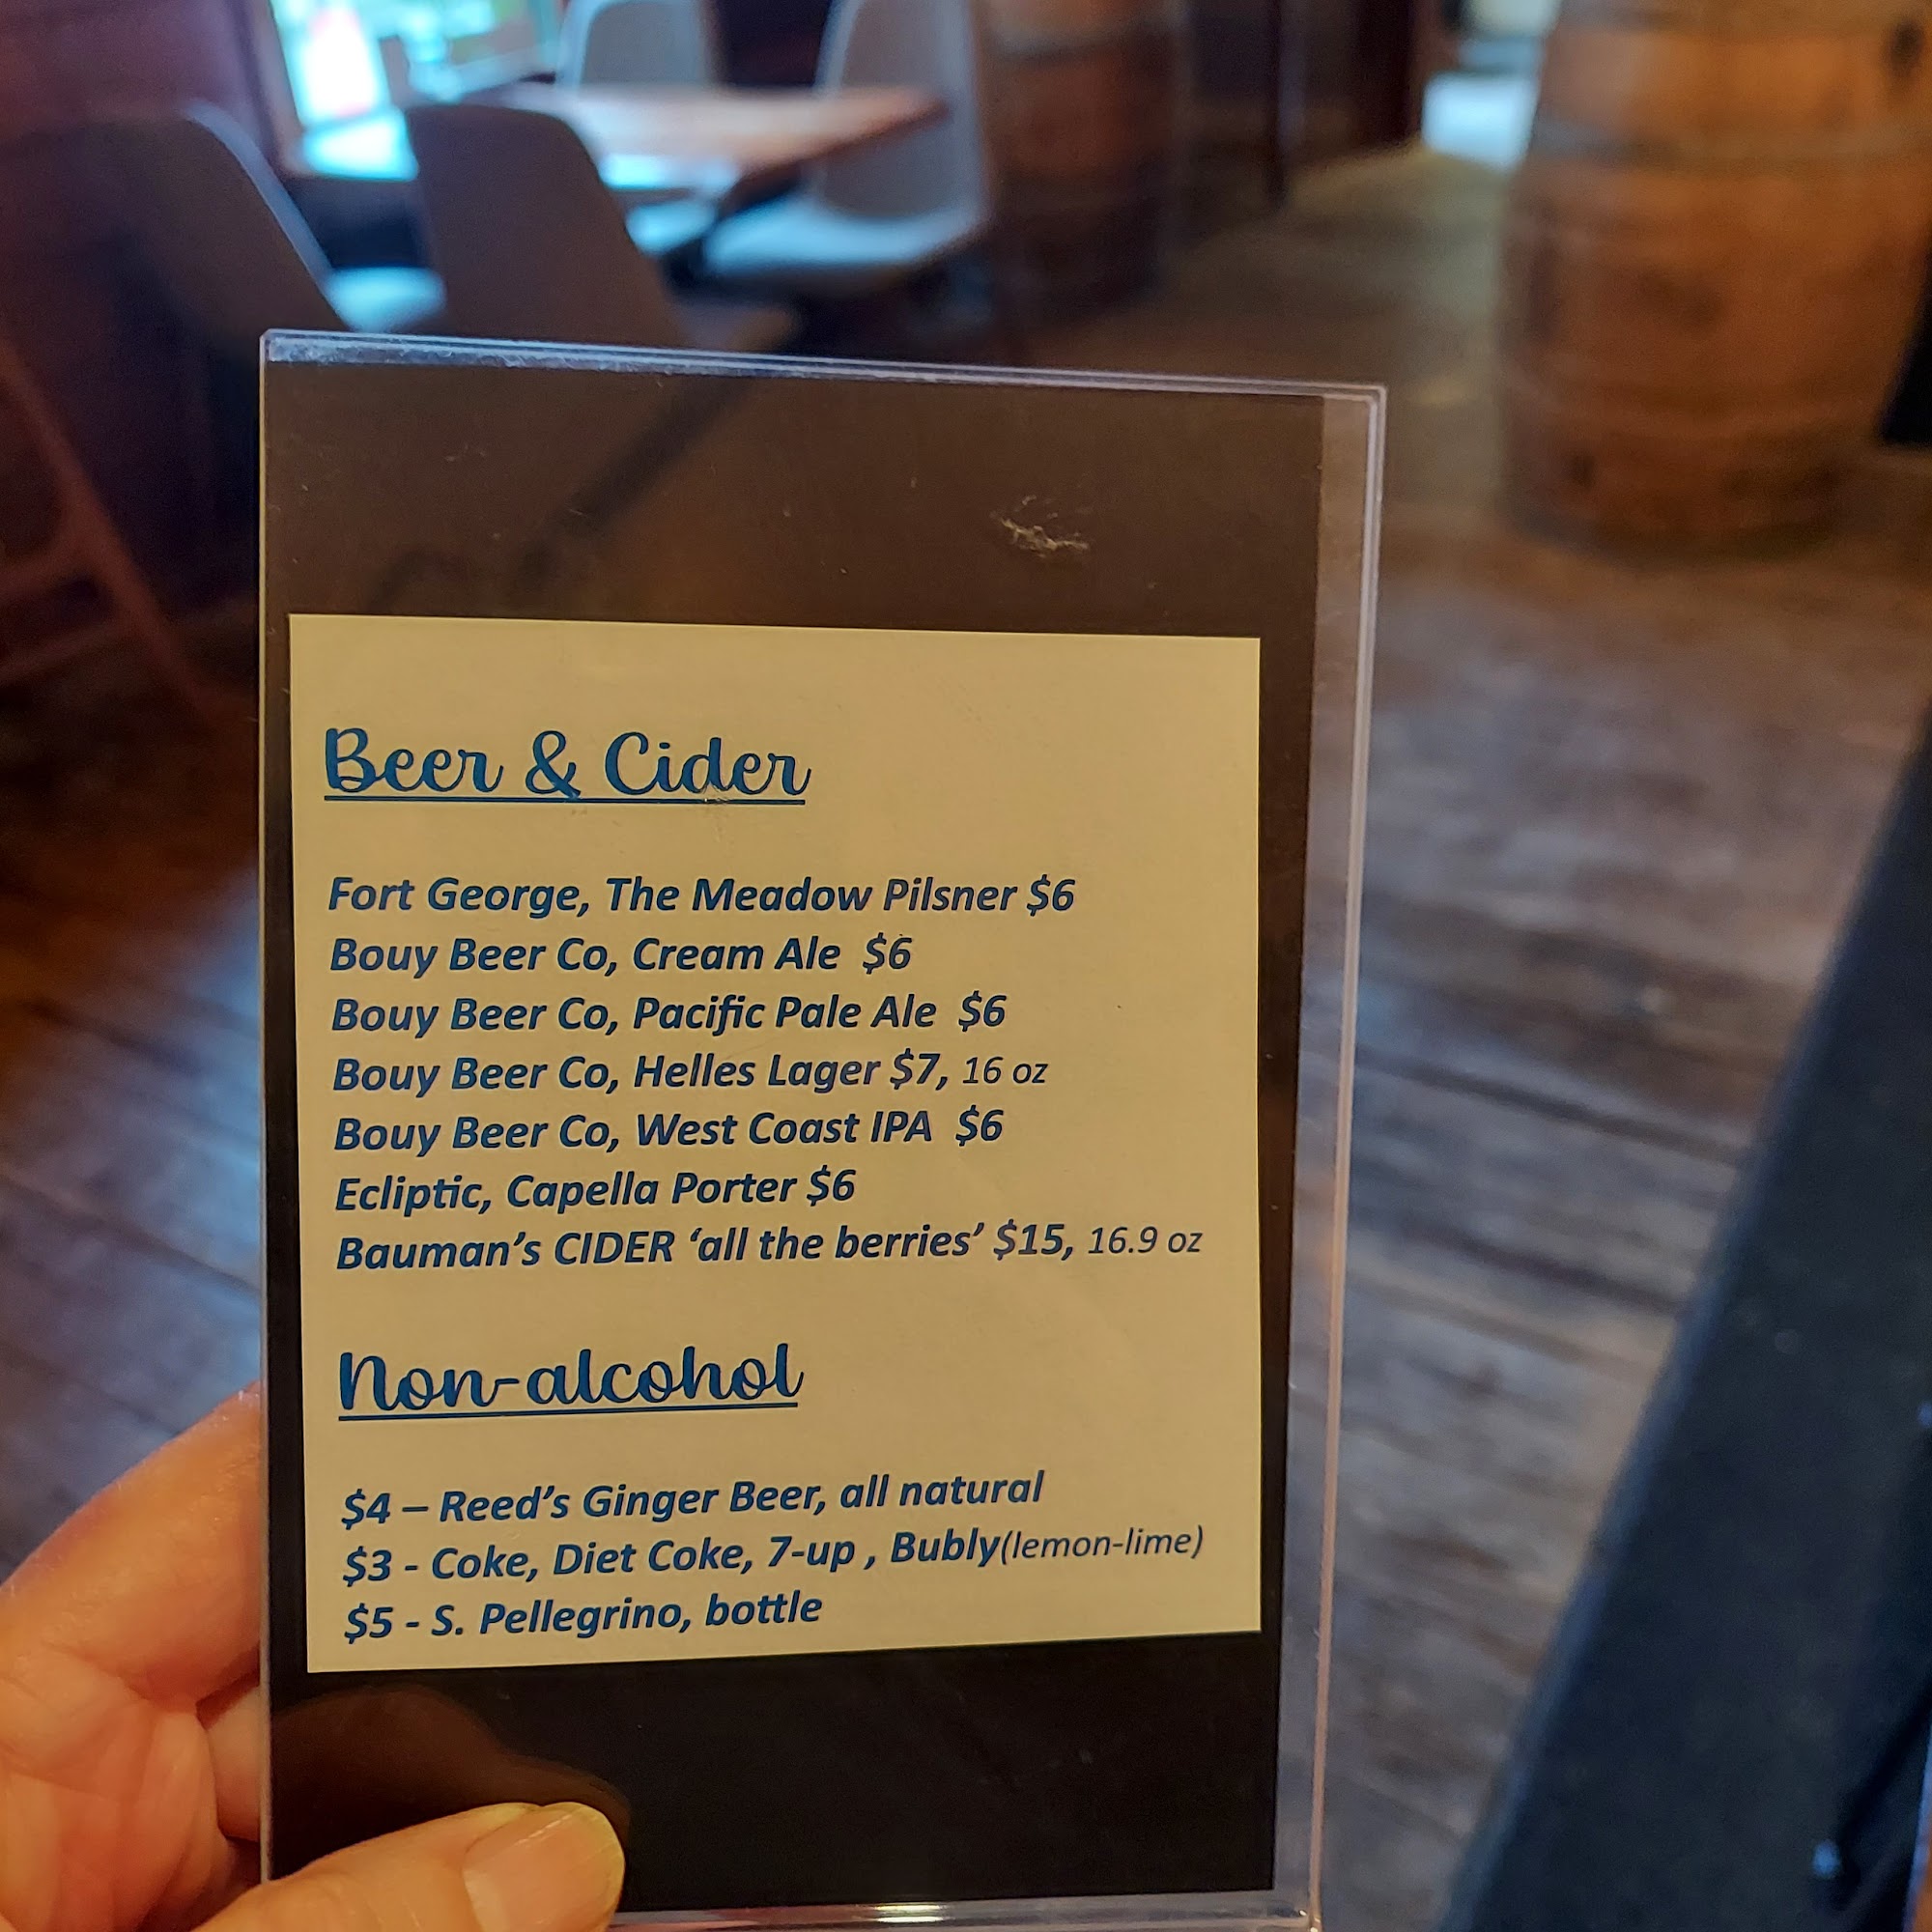 Beer & Cider
Fort George, The Meadow Pilsner $6
Bouy Beer Co, Cream Ale $6
Bouy Beer Co, Pacific Pale Ale $6
Bouy Beer Co, Helles Lager $7, 16 oz
Bouy Beer Co, West Coast IPA $6
Ecliptic, Capella Porter $6
Bauman's CIDER ‘all the berries’ $15, 16.9 oz
Non-alcohol
$4 – Reed’s Ginger Beer, all natural
$3 - Coke, Diet Coke, 7-up , Bubly(lemon-lime)
$5 - S. Pellegrino, bottle